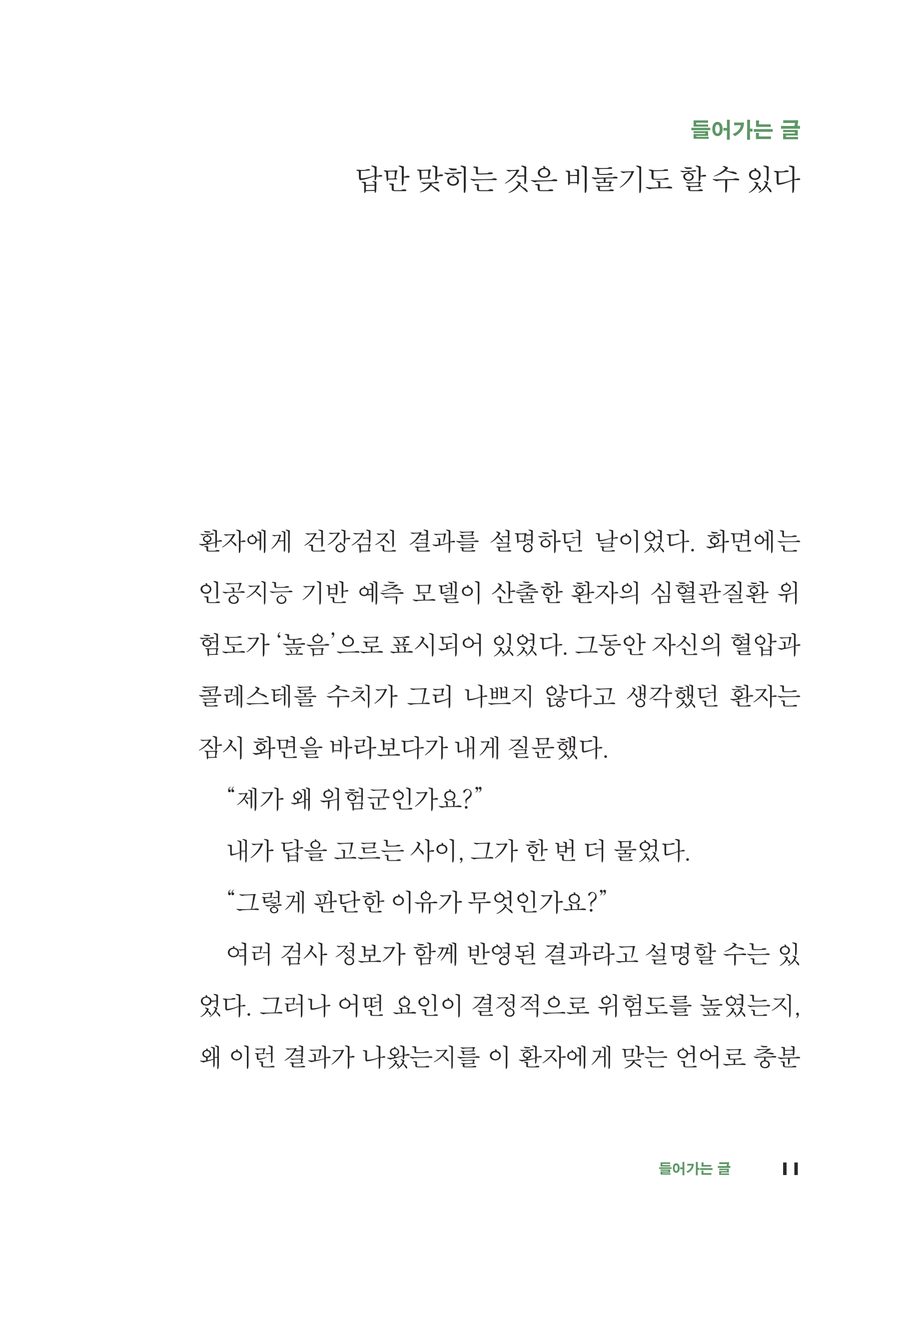 들어가는 글
답만 맞히는 것은 비둘기도 할 수 있다
환자에게 건강검진 결과를 설명하던 날이었다. 화면에는
인공지능 기반 예측 모델이 산출한 환자의 심혈관질환 위
험도가 ‘높음’으로 표시되어 있었다. 그동안 자신의 혈압과
콜레스테롤 수치가 그리 나쁘지 않다고 생각했던 환자는
잠시 화면을 바라보다가 내게 질문했다.
“제가 왜 위험군인가요?”
내가 답을 고르는 사이, 그가 한 번 더 물었다.
“그렇게 판단한 이유가 무엇인가요?”
여러 검사 정보가 함께 반영된 결과라고 설명할 수는 있
었다. 그러나 어떤 요인이 결정적으로 위험도를 높였는지,
왜 이런 결과가 나왔는지를 이 환자에게 맞는 언어로 충분
들어가는 글 11